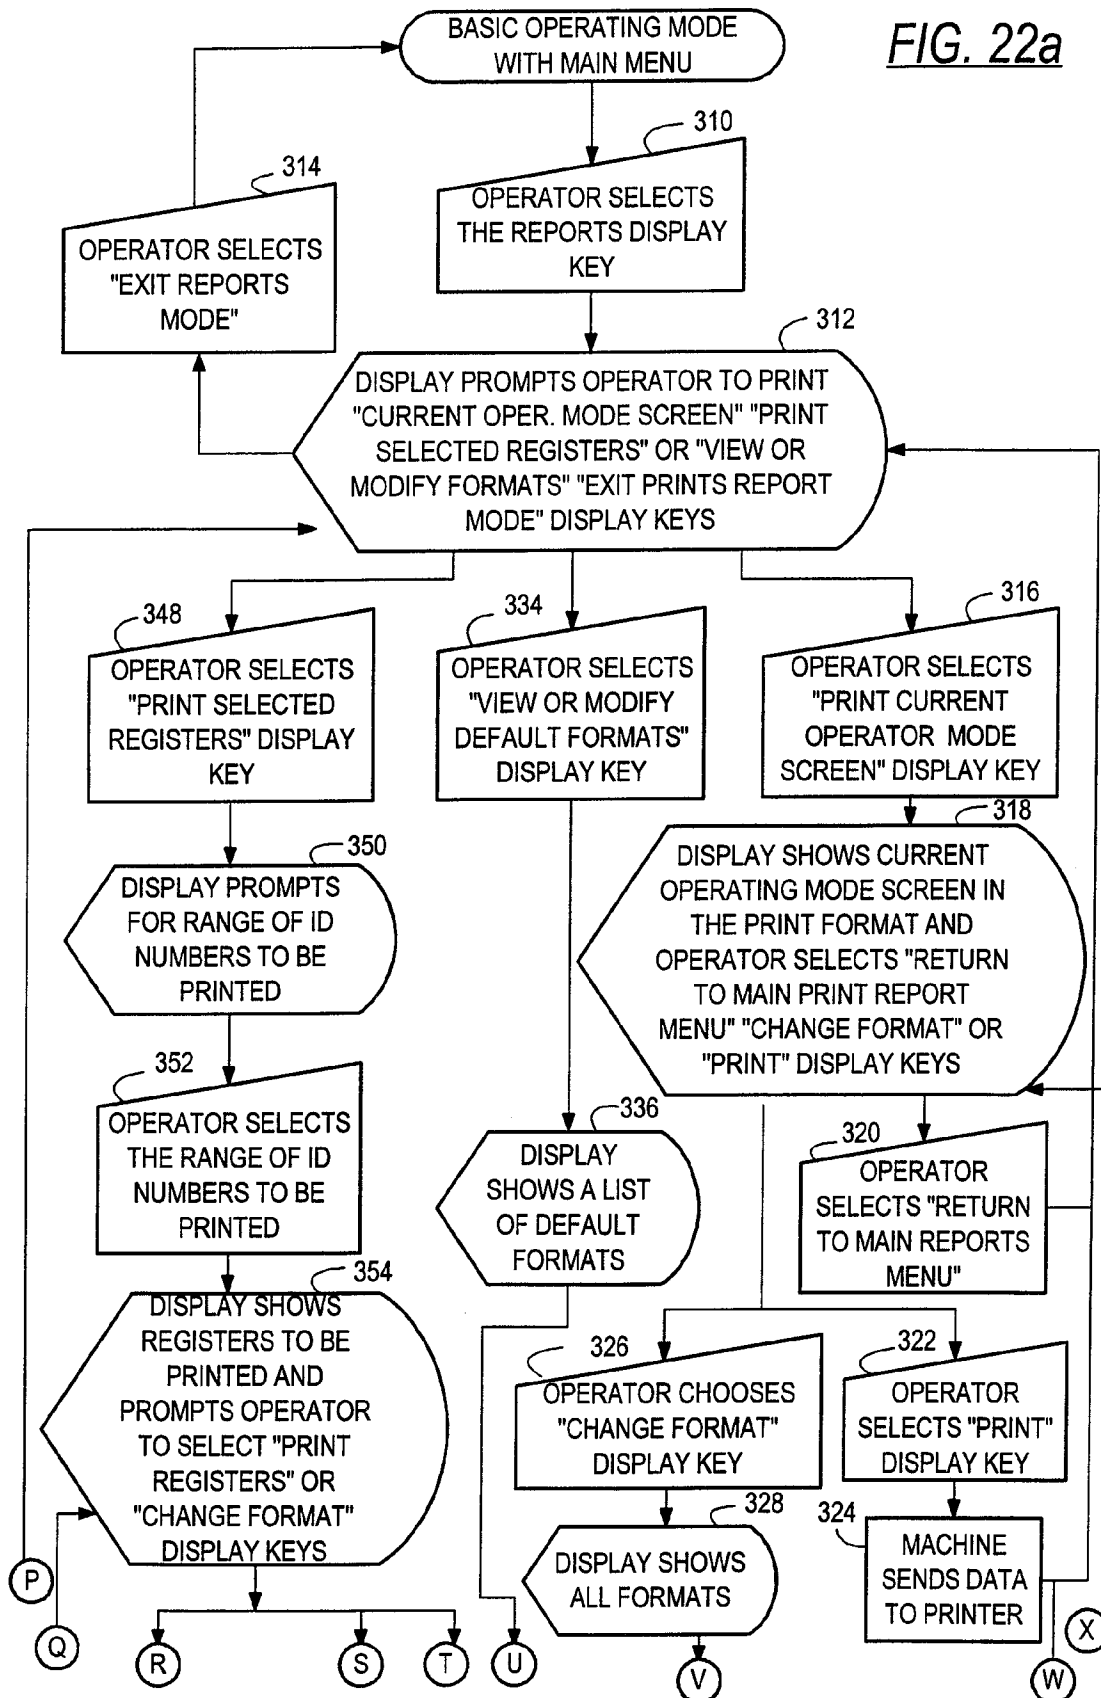 BASIC OPERATING MODE
WITH MAIN MENU
FIG. 22a
310
OPERATOR SELECTS
THE REPORTS DISPLAY
KEY
314
OPERATOR SELECTS
"EXIT REPORTS
MODE"
312
DISPLAY PROMPTS OPERATOR TO PRINT
"CURRENT OPER. MODE SCREEN" "PRINT
SELECTED REGISTERS" OR "VIEW OR
MODIFY FORMATS" "EXIT PRINTS REPORT
MODE" DISPLAY KEYS
348
OPERATOR SELECTS
"PRINT SELECTED
REGISTERS" DISPLAY
KEY
334
OPERATOR SELECTS
"VIEW OR MODIFY
DEFAULT FORMATS"
DISPLAY KEY
316
OPERATOR SELECTS
"PRINT CURRENT
OPERATOR MODE
SCREEN" DISPLAY KEY
318
DISPLAY SHOWS CURRENT
OPERATING MODE SCREEN IN
THE PRINT FORMAT AND
OPERATOR SELECTS "RETURN
TO MAIN PRINT REPORT
MENU" "CHANGE FORMAT" OR
"PRINT" DISPLAY KEYS
350
DISPLAY PROMPTS
FOR RANGE OF ID
NUMBERS TO BE
PRINTED
352
OPERATOR SELECTS
THE RANGE OF ID
NUMBERS TO BE
PRINTED
336
DISPLAY
SHOWS A LIST
OF DEFAULT
FORMATS
320
OPERATOR
SELECTS "RETURN
TO MAIN REPORTS
MENU"
354
DISPLAY SHOWS
REGISTERS TO BE
PRINTED AND
PROMPTS OPERATOR
TO SELECT "PRINT
REGISTERS" OR
"CHANGE FORMAT"
DISPLAY KEYS
326
OPERATOR CHOOSES
"CHANGE FORMAT"
DISPLAY KEY
322
OPERATOR
SELECTS "PRINT"
DISPLAY KEY
328
DISPLAY SHOWS
ALL FORMATS
324
MACHINE
SENDS DATA
TO PRINTER
P
Q
R
S
T
U
V
W
X